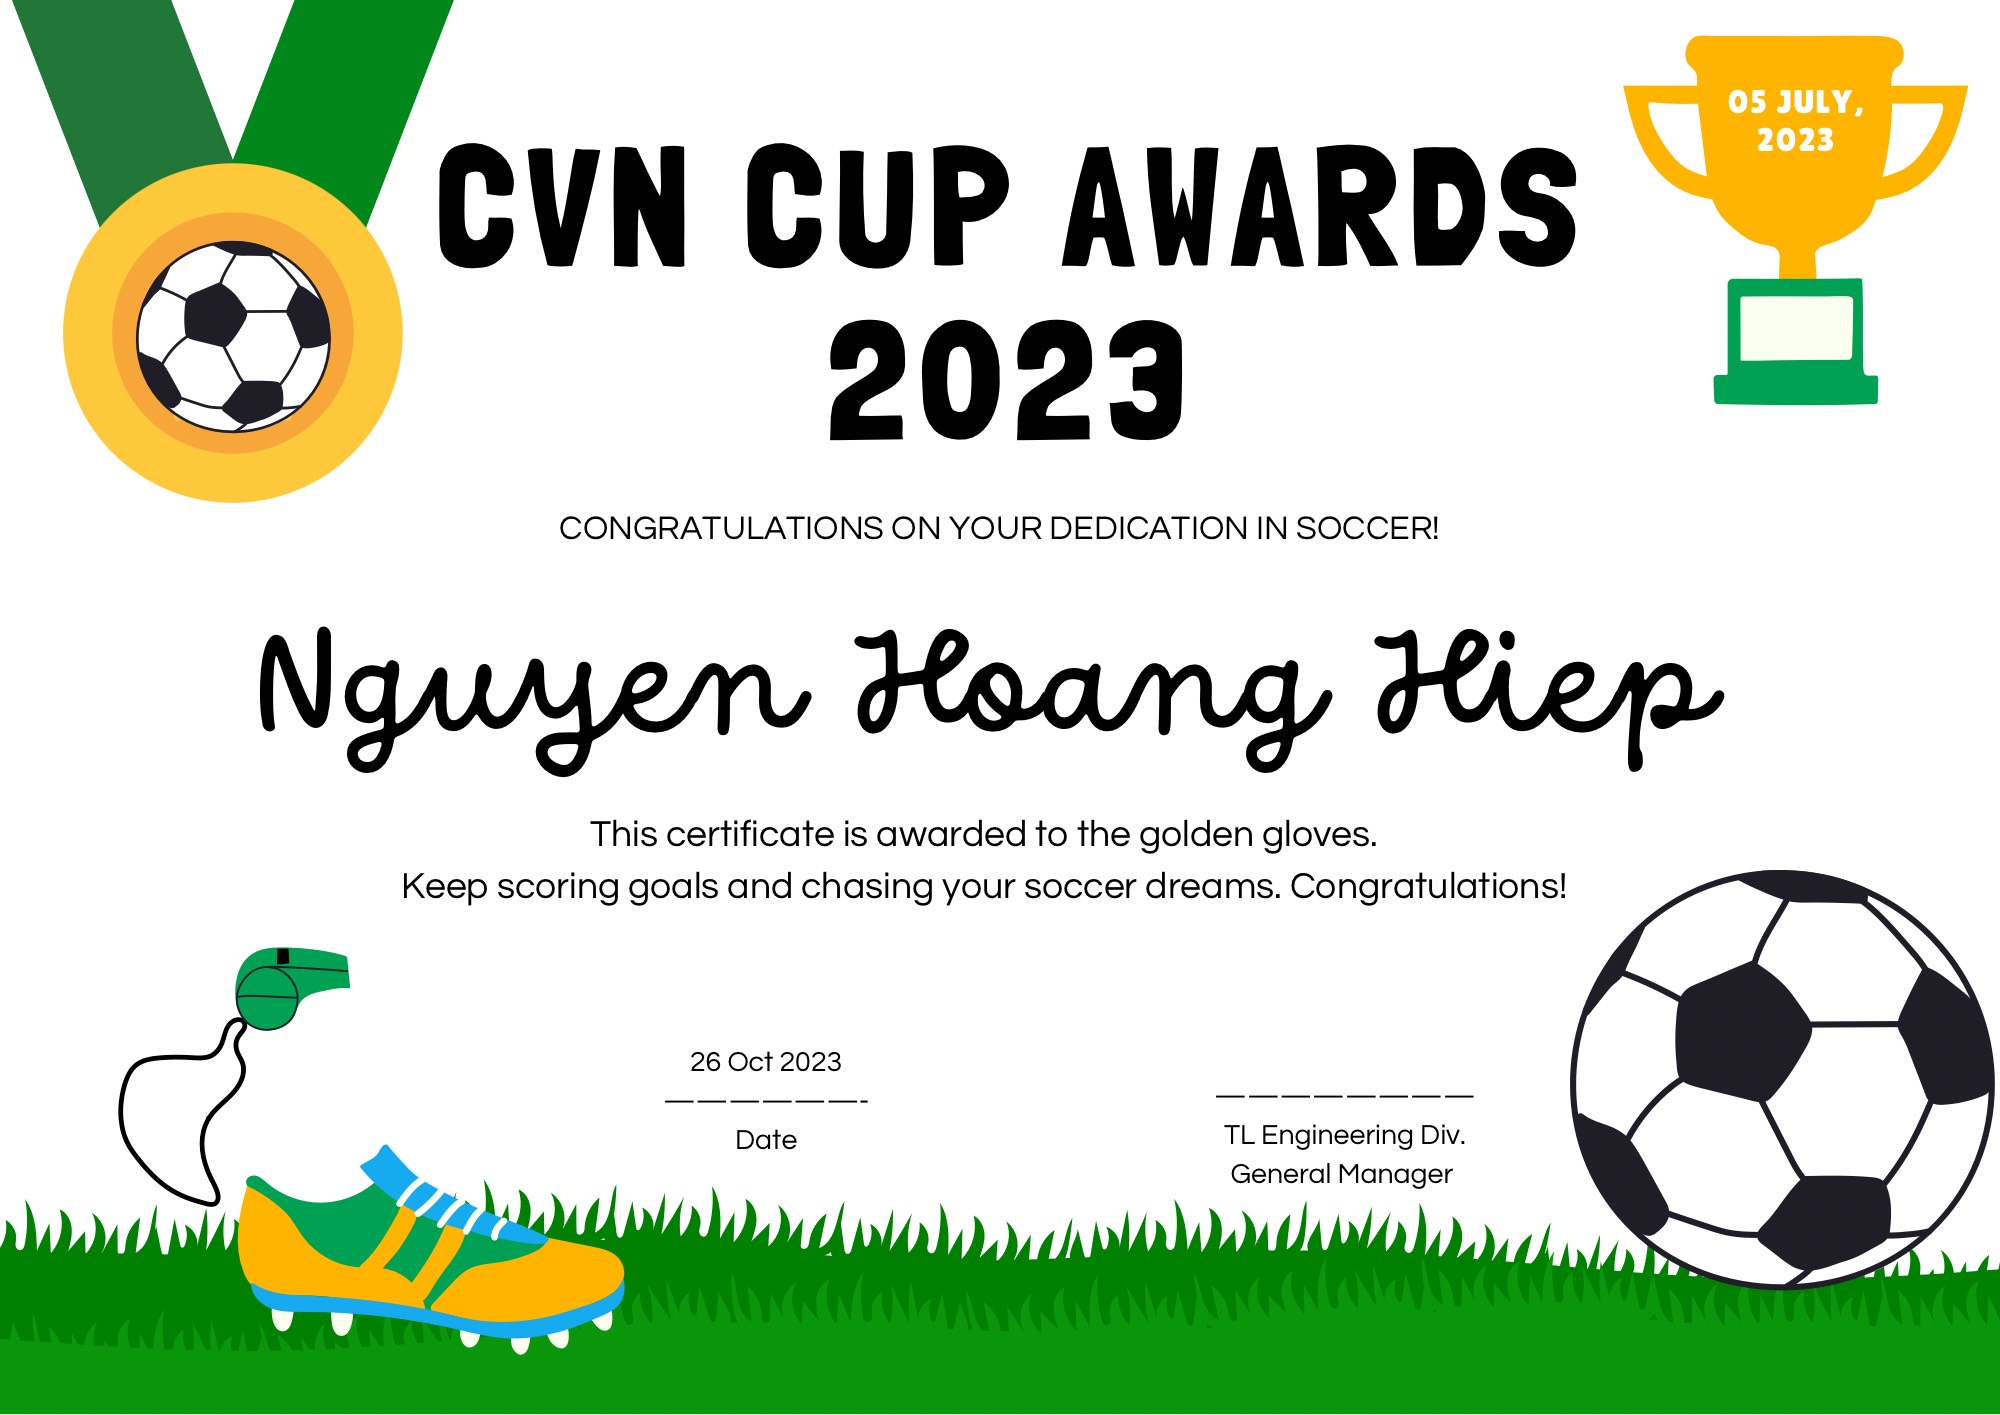 05 JULY,
2023
CVN CUP AWARDS
2023
CONGRATULATIONS ON YOUR DEDICATION IN SOCCER!
Nguyen Hoang Hiep
This certificate is awarded to the golden gloves.
Keep scoring goals and chasing your soccer dreams. Congratulations!
26 Oct 2023
——————-
Date
————————
TL Engineering Div.
General Manager